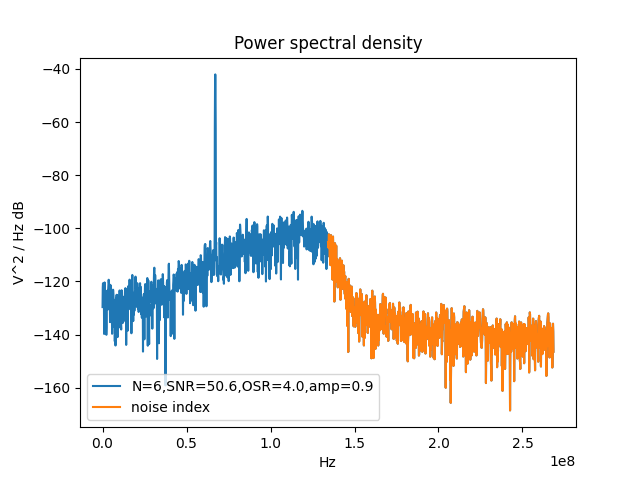 Power spectral density
V^2 / Hz dB
−40
−60
−80
−100
−120
−140
−160
N=6,SNR=50.6,OSR=4.0,amp=0.9
noise index
0.0 0.5 1.0 1.5 2.0 2.5
1e8
Hz